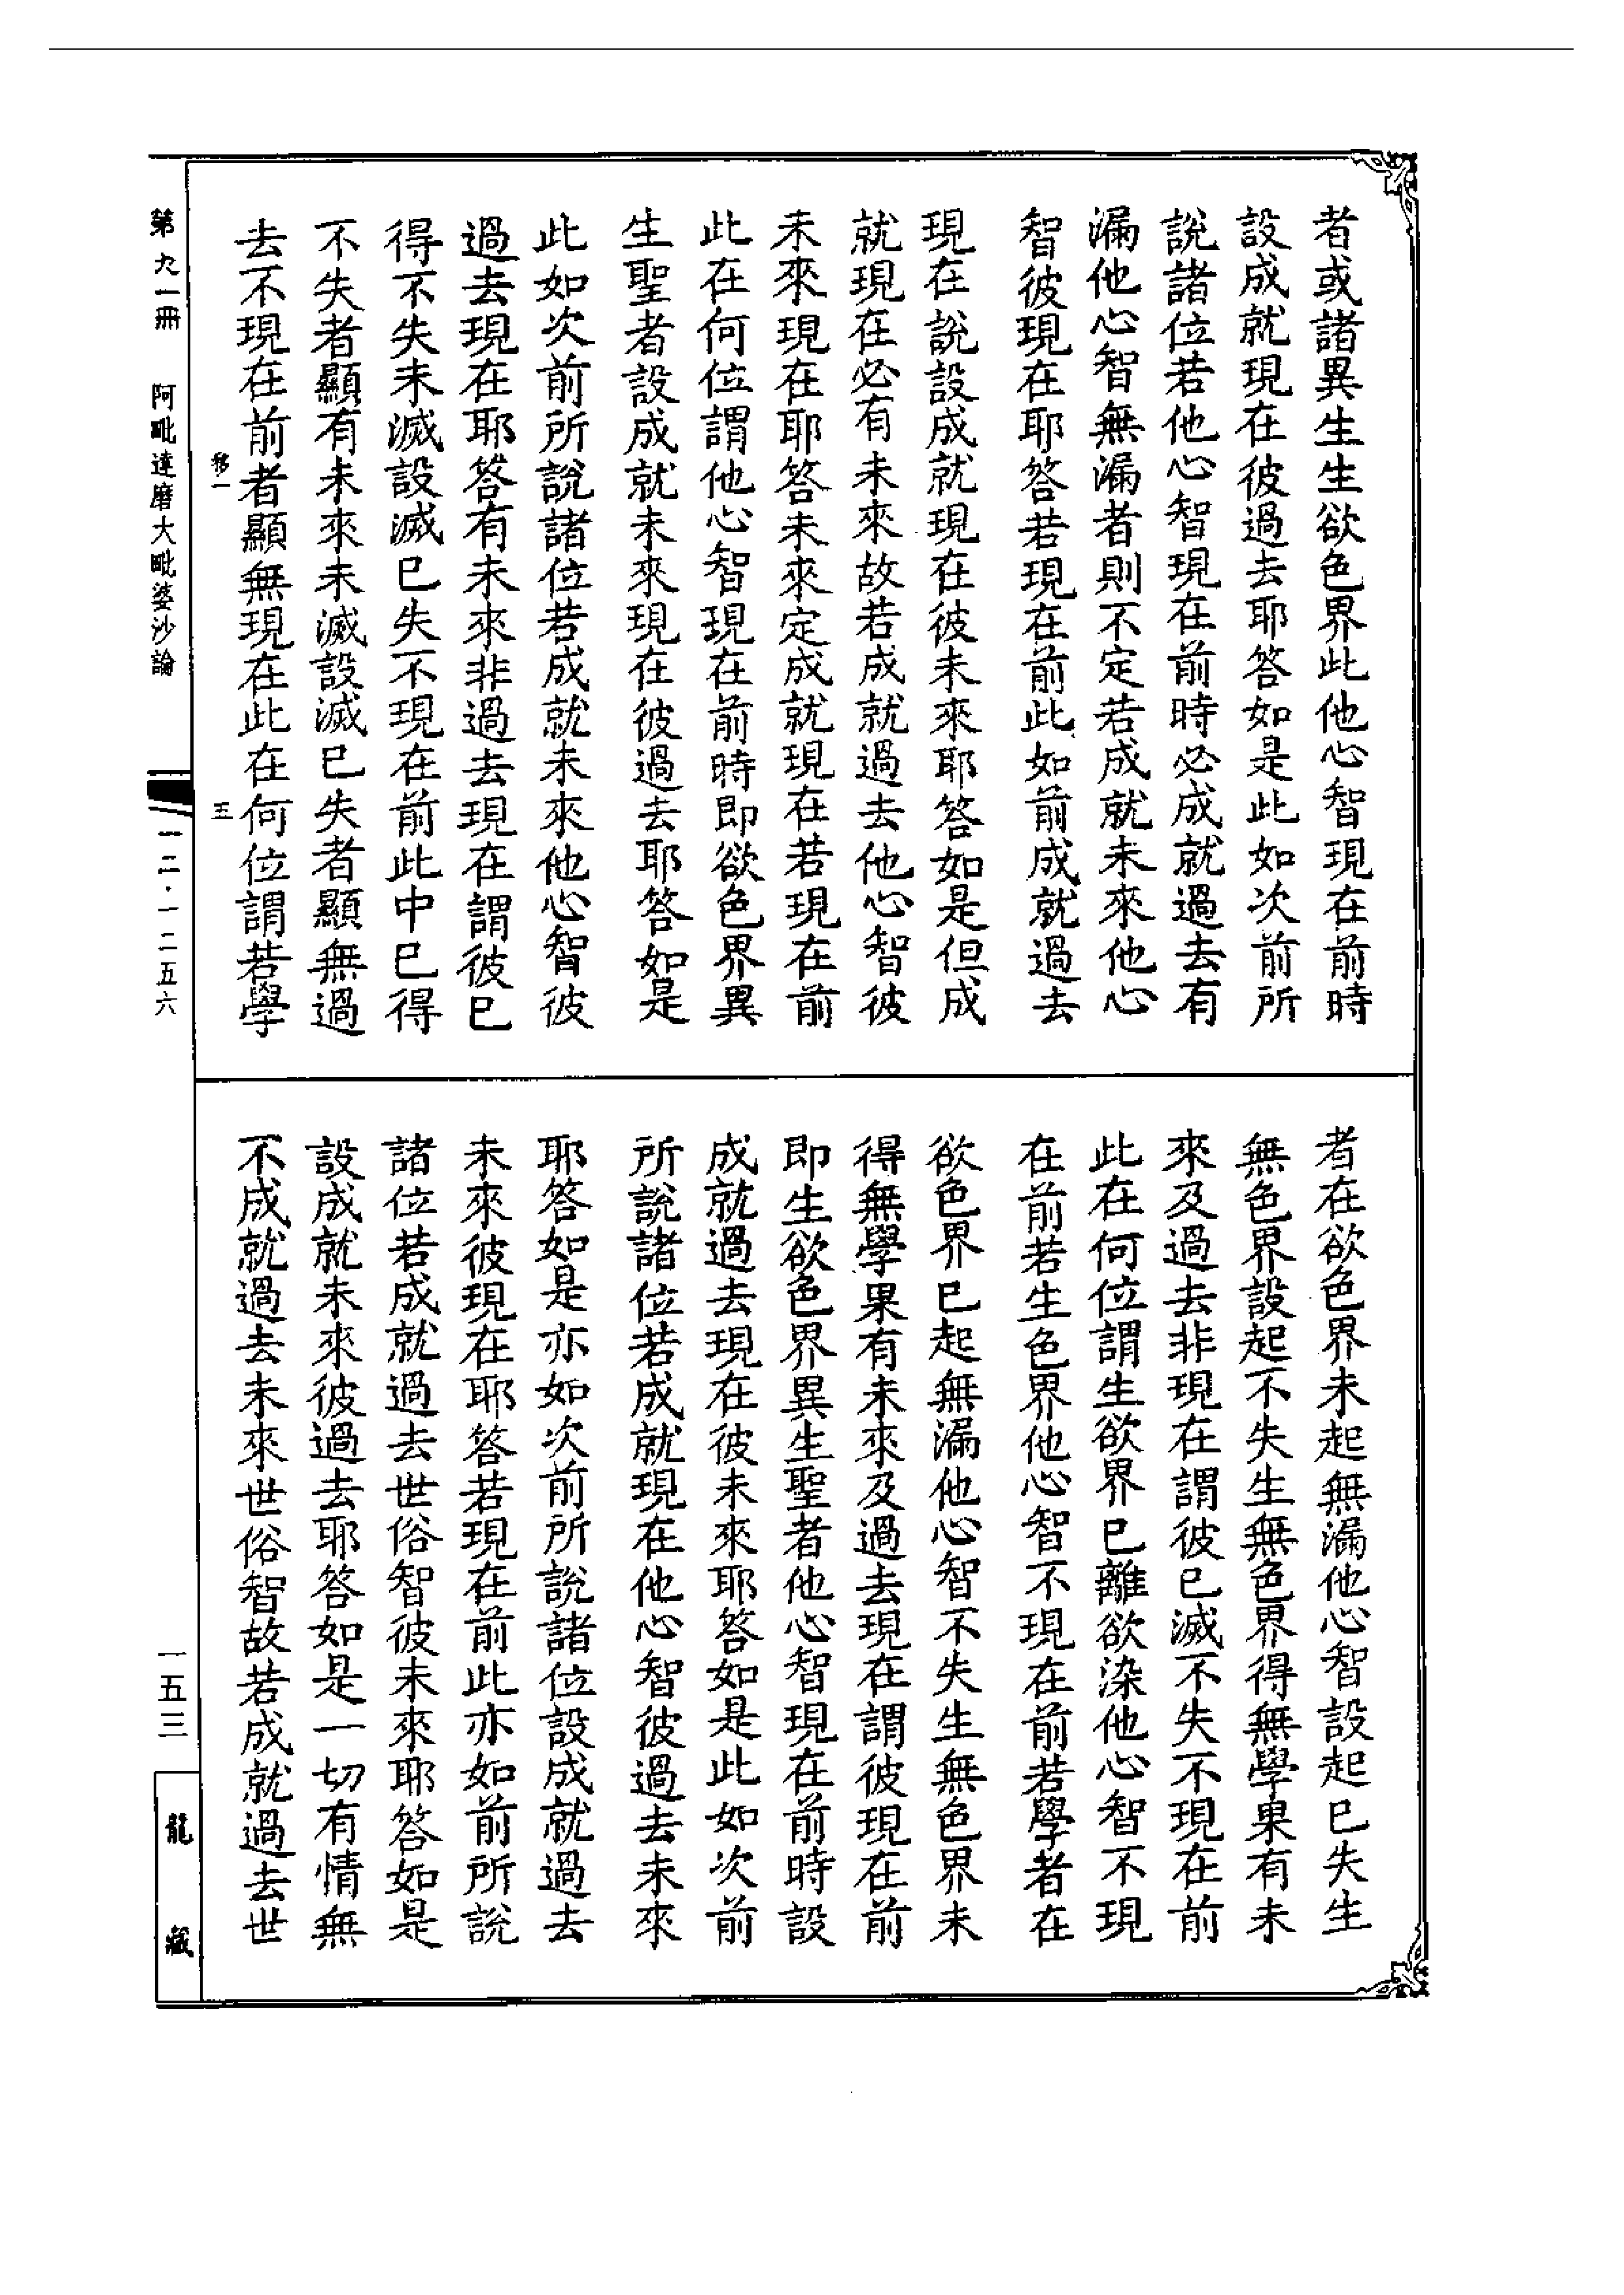 者或諸異生生欲色界此他心智現在前時
設成就現在彼過去耶答如是此如次前所
說諸位若他心智現在前時必成就過去有
漏他心智無漏者則不定若成就未來他心
智彼現在耶答若現在前此如前成就過去
現在說設成就現在彼未來耶答如是但成
就現在必有未來故若成就過去他心智彼
未來現在耶答未來定成就現在若現在前
此在何位謂他心智現在前時即欲色界異
生聖者設成就未來現在彼過去耶答如是
此如次前所說諸位若成就未來他心智彼
過去現在耶答有未來非過去現在謂彼已
得不失未滅設滅已失不現在前此中已得
不失者顯有未來未滅設滅已失者顯無過
去不現在前者顯無現在此在何位謂若學
移一
五
者在欲色界未起無漏他心智設起已失生
無色界設起不失生無色界得無學果有未
來及過去非現在謂彼已滅不失不現在前
此在何位謂生欲界已離欲染他心智不現
在前若生色界他心智不現在前若學者在
欲色界已起無漏他心智不失生無色界未
得無學果有未來及過去現在謂彼現在前
即生欲色界異生聖者他心智現在前時設
成就過去現在彼未來耶答如是此如次前
所說諸位若成就現在他心智彼過去未來
耶答如是亦如次前所說諸位設成就過去
未來彼現在耶答若現在前此亦如前所說
諸位若成就過去世俗智彼未來耶答如是
設成就未來彼過去耶答如是一切有情無
不成就過去未來世俗智故若成就過去世
第九一冊　阿毗達磨大毗婆沙論
一二·一二五六
一五三
龍藏